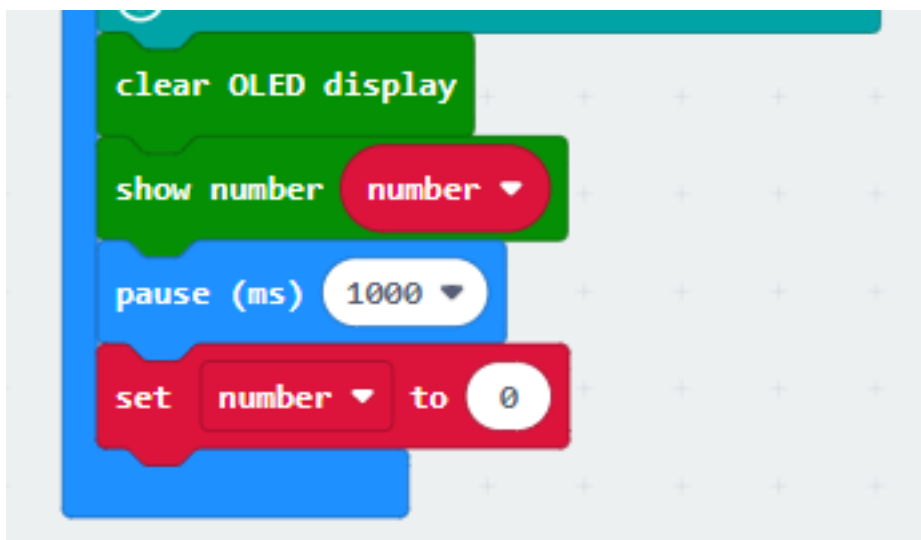 clear OLED display
show number number
pause (ms) 1000
set number to 0